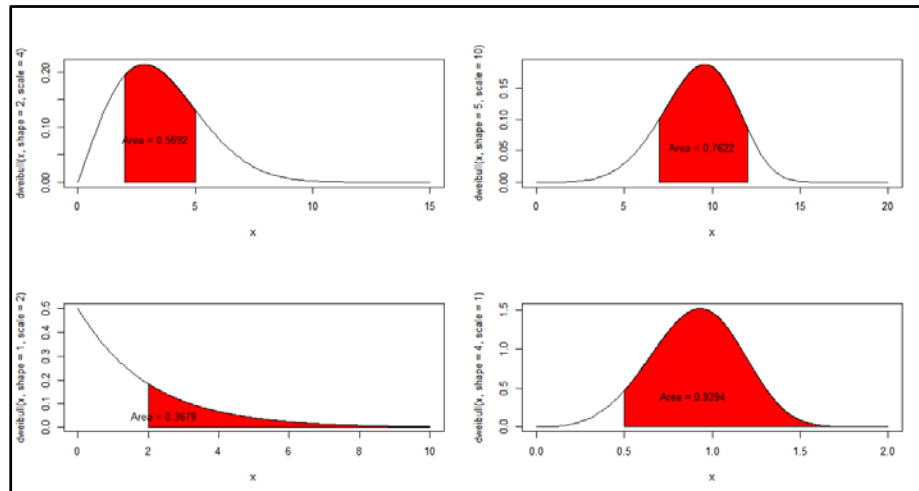 dweibull(x, shape = 2, scale = 4)
0.00 0.10 0.20
Area = 0.5692
0 5 10 15
x
dweibull(x, shape = 5, scale = 10)
0.00 0.05 0.10 0.15
Area = 0.7622
0 5 10 15 20
x
dweibull(x, shape = 1, scale = 2)
0.0 0.1 0.2 0.3 0.4 0.5
Area = 0.3679
0 2 4 6 8 10
x
dweibull(x, shape = 4, scale = 1)
0.0 0.5 1.0 1.5
Area = 0.9394
0.0 0.5 1.0 1.5 2.0
x